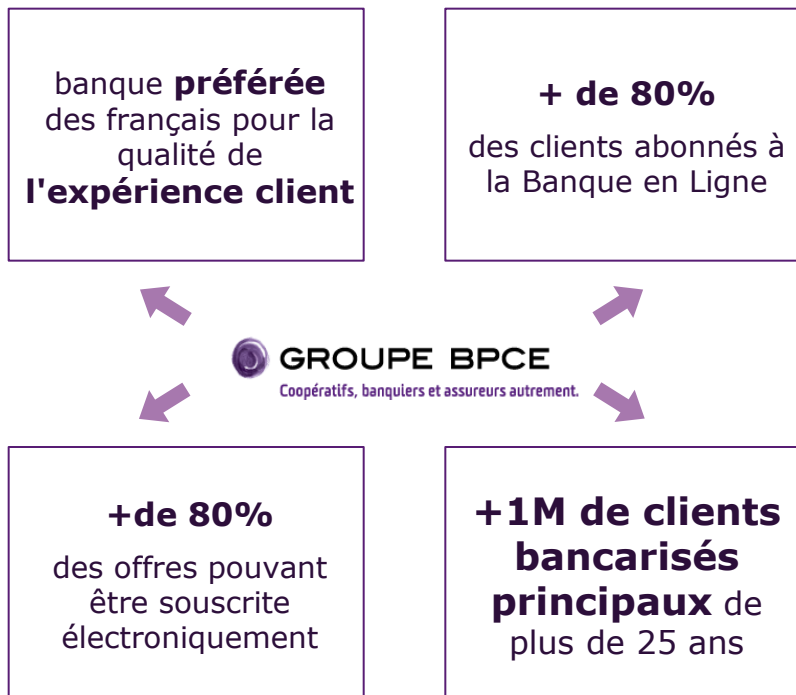 banque préférée
des français pour la
qualité de
l'expérience client
+ de 80%
des clients abonnés à
la Banque en Ligne
GROUPE BPCE
Coopératifs, banquiers et assureurs autrement.
+de 80%
des offres pouvant
être souscrite
électroniquement
+1M de clients
bancarisés
principaux de
plus de 25 ans